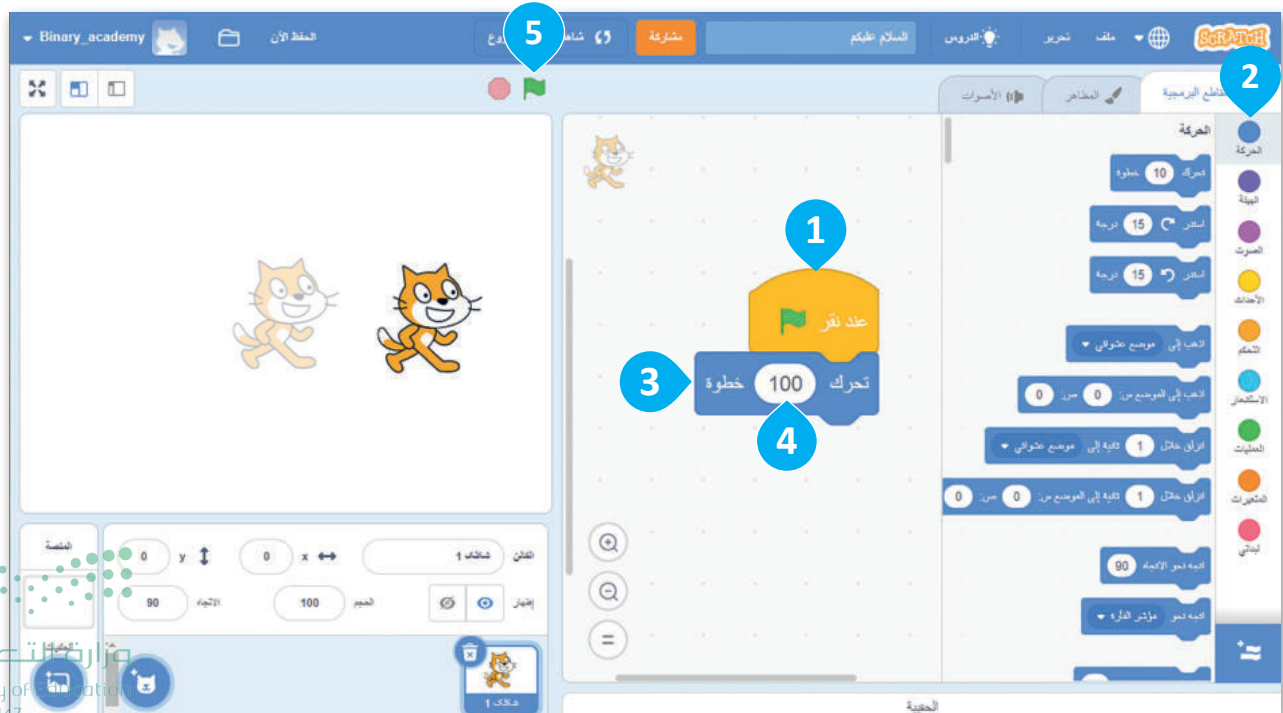 SCRATCH
ملف
تحرير
الدروس
السلام عليكم
مشاركة
5
احفظ الآن
Binary_academy
2
المقاطع البرمجية
المظاهر
الأصوات
الحركة
الحركة
الهيئة
الصوت
الأحداث
التحكم
الاستشعار
العمليات
المتغيرات
لبناتي
تحرك 10 خطوة
استدر 15 درجة
استدر 15 درجة
اذهب إلى موضع عشوائي
اذهب إلى الموضع س: 0 ص: 0
انزلق خلال 1 ثانية إلى موضع عشوائي
انزلق خلال 1 ثانية إلى الموضع س: 0 ص: 0
اتجه نحو الاتجاه 90
اتجه نحو مؤشر الفأرة
1
عند نقر
3
تحرك 100 خطوة
4
الكائن 1
x 0
y 0
إظهار
الحجم 100
الاتجاه 90
1
المنصة
الحقيبة